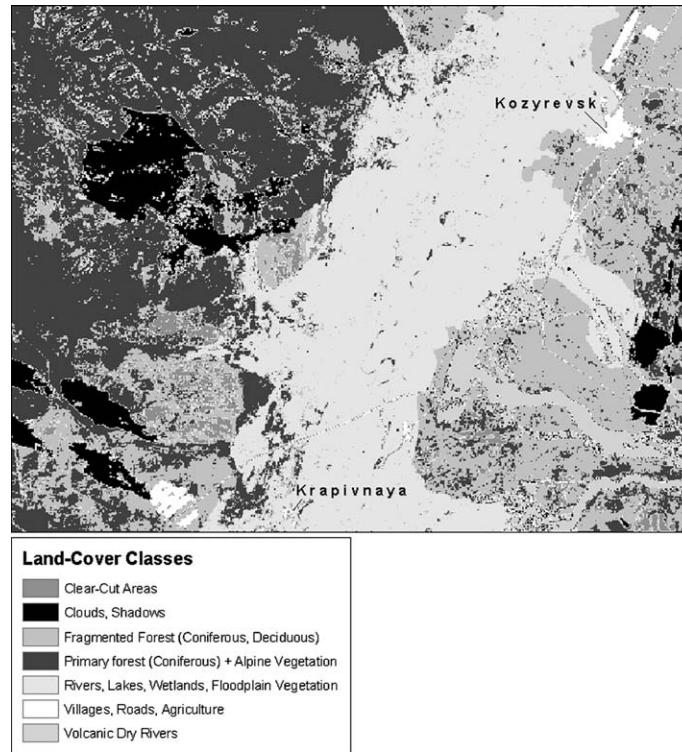 Kozyrevsk
Krapivnaya
Land-Cover Classes
Clear-Cut Areas
Clouds, Shadows
Fragmented Forest (Coniferous, Deciduous)
Primary forest (Coniferous) + Alpine Vegetation
Rivers, Lakes, Wetlands, Floodplain Vegetation
Villages, Roads, Agriculture
Volcanic Dry Rivers